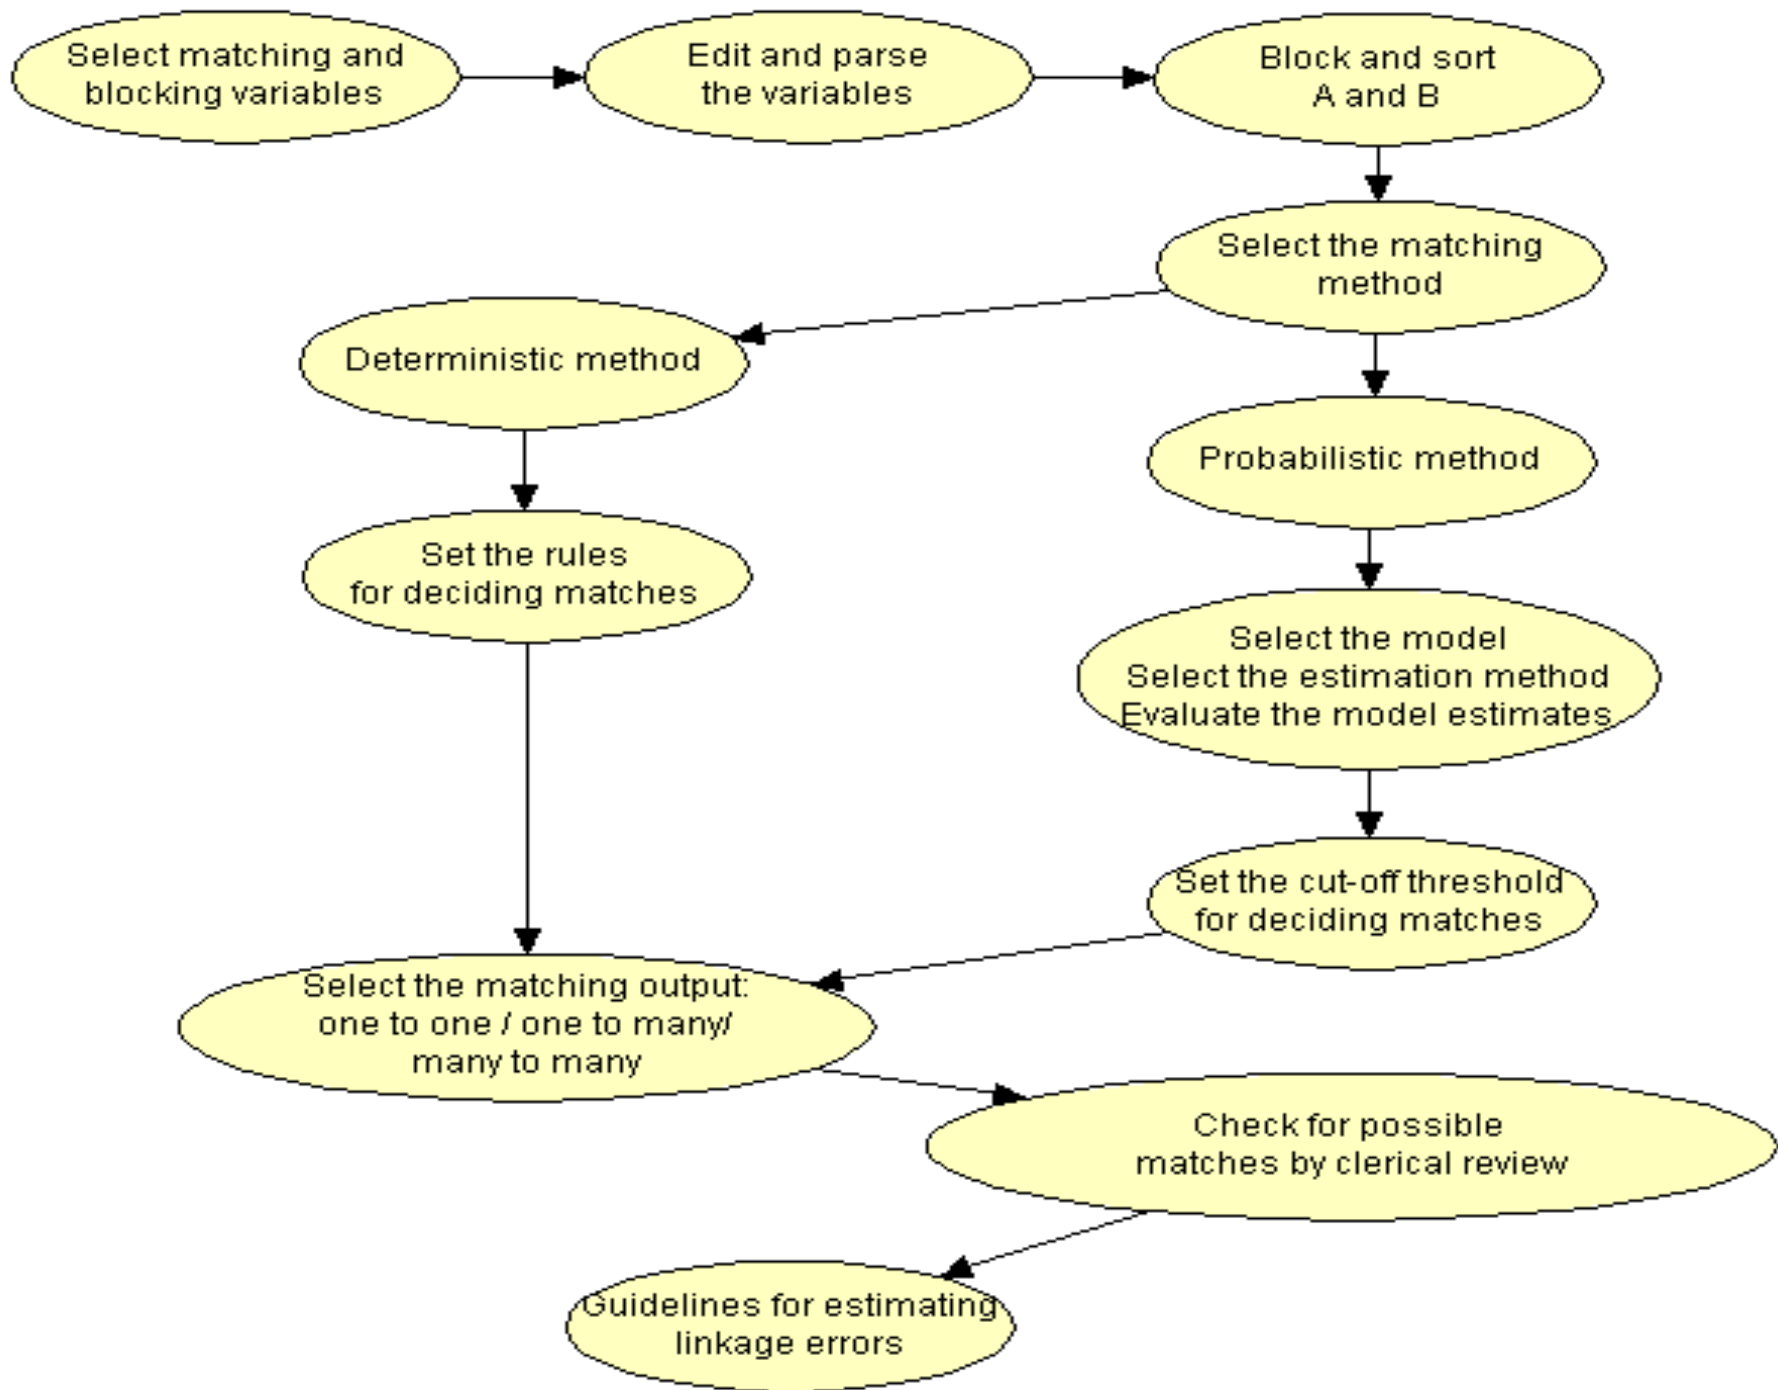 Select matching and
blocking variables
Edit and parse
the variables
Block and sort
A and B
Select the matching
method
Deterministic method
Probabilistic method
Set the rules
for deciding matches
Select the model
Select the estimation method
Evaluate the model estimates
Set the cut-off threshold
for deciding matches
Select the matching output:
one to one / one to many/
many to many
Check for possible
matches by clerical review
Guidelines for estimating
linkage errors